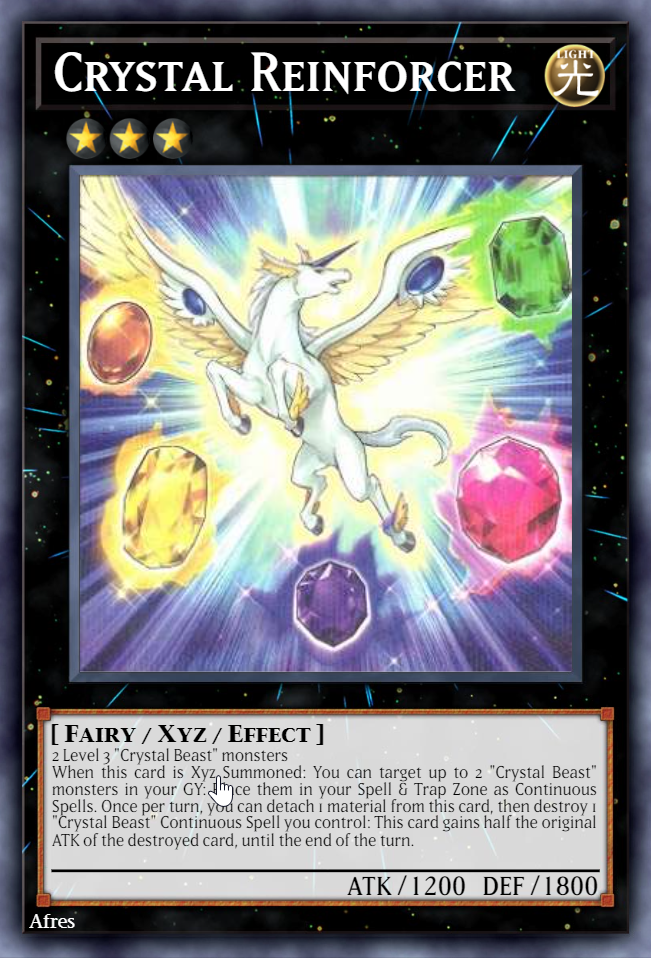 Crystal Reinforcer
LIGHT
光
[ Fairy / Xyz / Effect ]
2 Level 3 "Crystal Beast" monsters
When this card is Xyz Summoned: You can target up to 2 "Crystal Beast"
monsters in your GY: them in your Spell & Trap Zone as Continuous
Spells. Once per turn, you can detach 1 material from this card, then destroy 1
"Crystal Beast" Continuous Spell you control: This card gains half the original
ATK of the destroyed card, until the end of the turn.
ATK / 1200 DEF / 1800
Afres